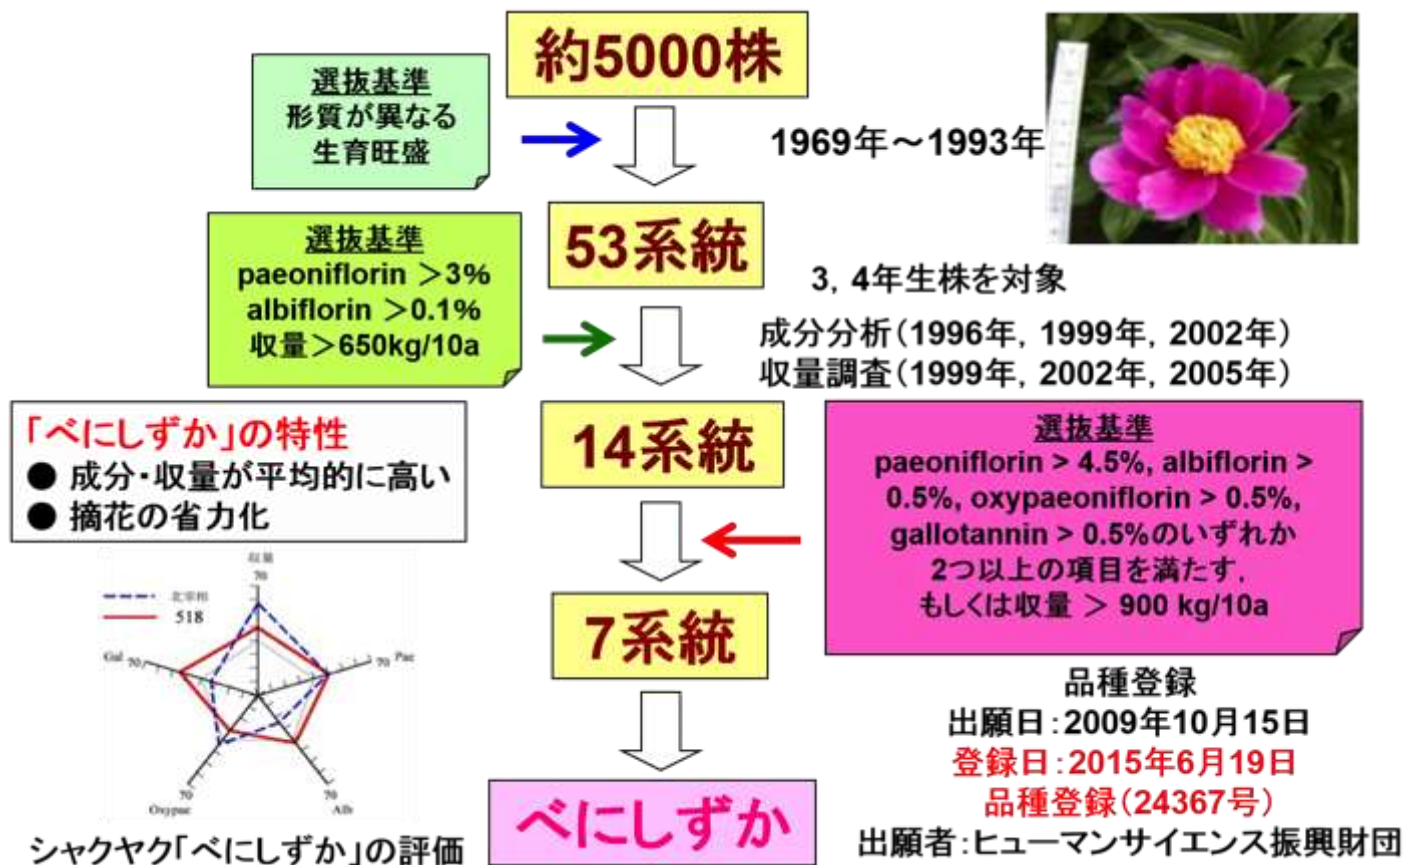 約5000株
選抜基準
形質が異なる
生育旺盛
1969年～1993年
53系統
選抜基準
paeoniflorin ＞3%
albiflorin ＞0.1%
収量＞650kg/10a
3，4年生株を対象
成分分析（1996年，1999年，2002年）
収量調査（1999年，2002年，2005年）
14系統
「べにしずか」の特性
● 成分・収量が平均的に高い
● 摘花の省力化
選抜基準
paeoniflorin > 4.5%, albiflorin >
0.5%, oxypaeoniflorin > 0.5%,
gallotannin > 0.5%のいずれか
2つ以上の項目を満たす．
もしくは収量 ＞ 900 kg/10a
7系統
収量
70
北宰相
518
Gal 70
70 Pae
70
Oxypae
70
Alb
シャクヤク「べにしずか」の評価
べにしずか
品種登録
出願日：2009年10月15日
登録日：2015年6月19日
品種登録（24367号）
出願者：ヒューマンサイエンス振興財団